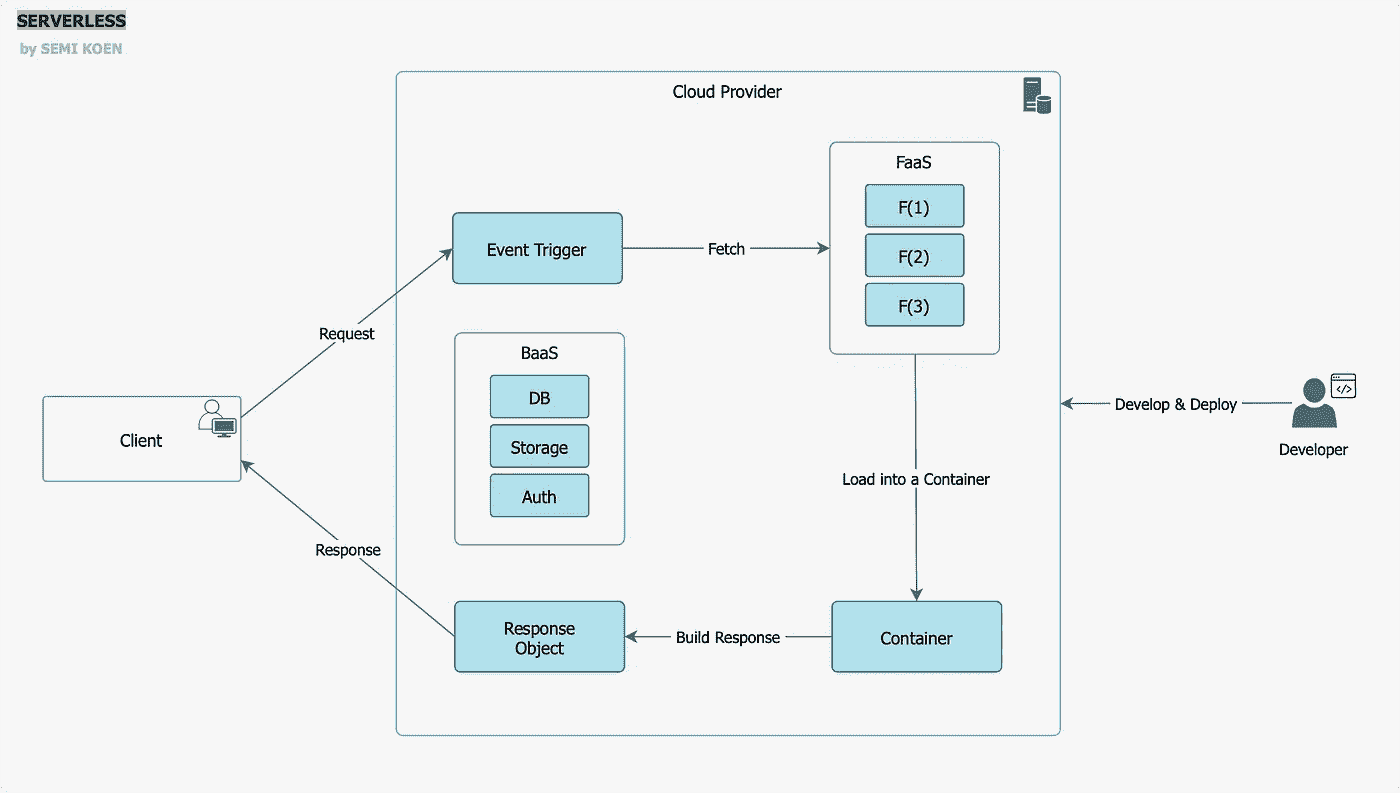 SERVERLESS
by SEMI KOEN
Cloud Provider
FaaS
F(1)
F(2)
F(3)
Event Trigger
Fetch
Request
BaaS
DB
Storage
Auth
Client
Develop & Deploy
</>
Developer
Load into a Container
Response
Response
Object
Build Response
Container